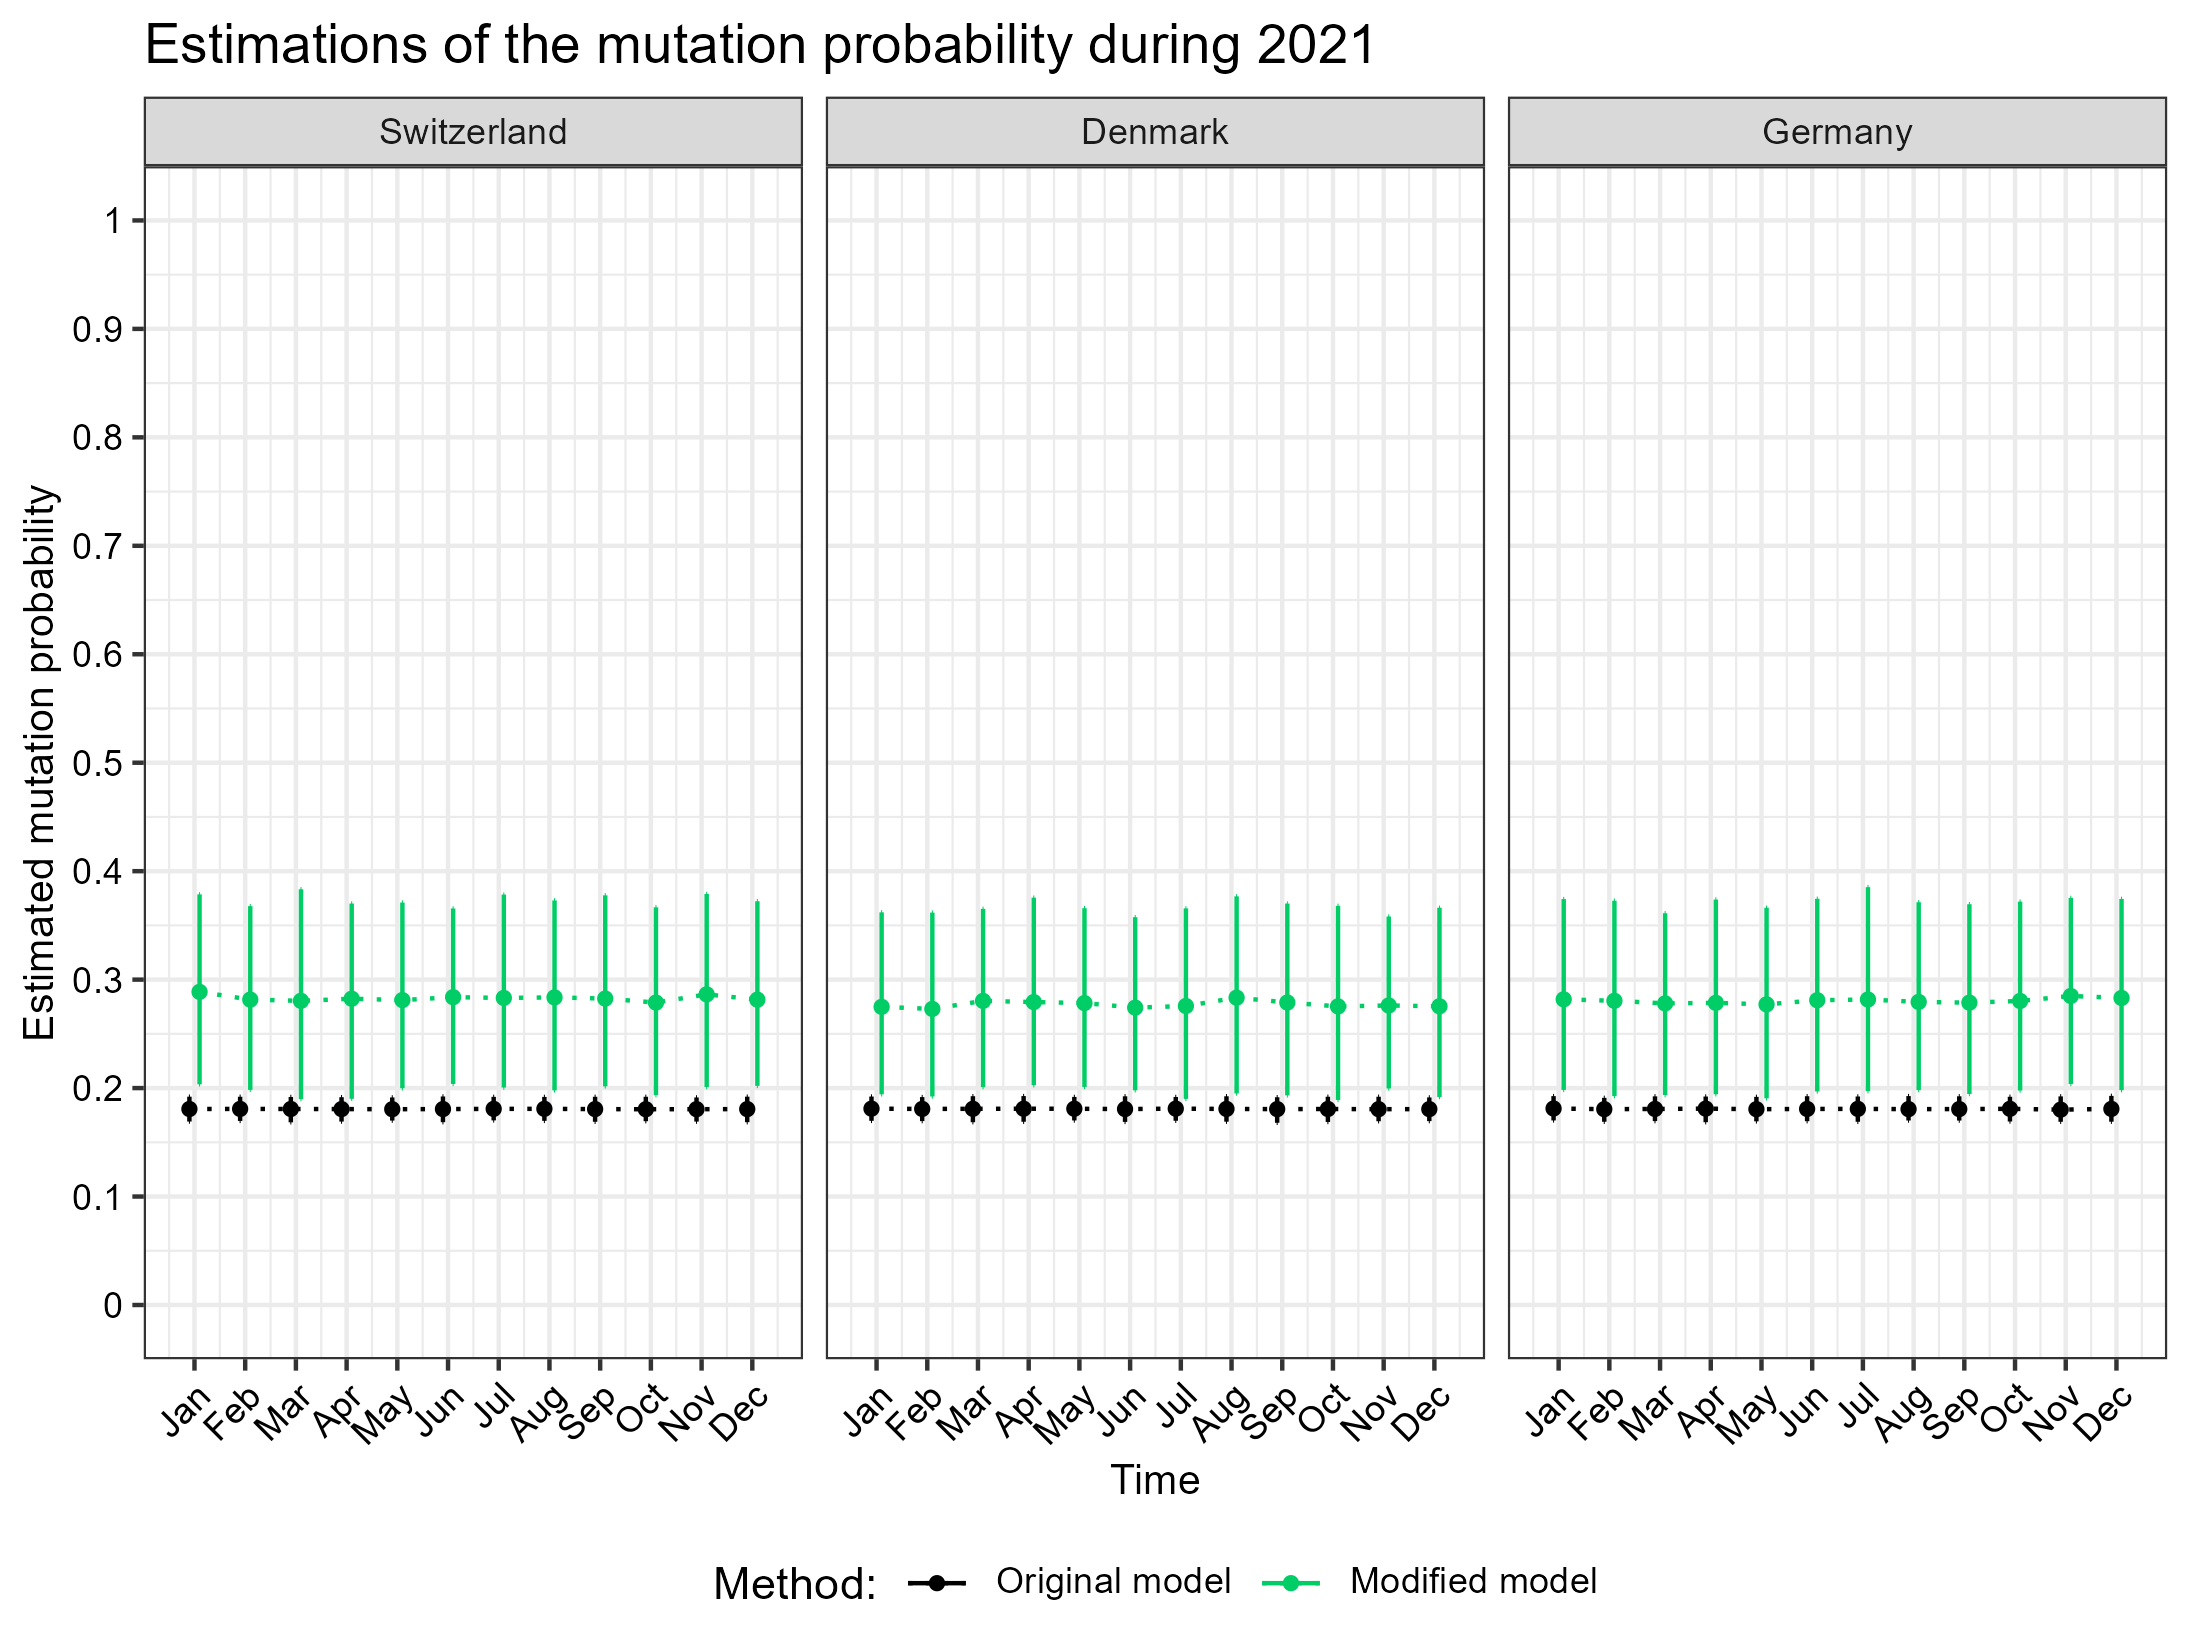 Estimations of the mutation probability during 2021
Switzerland Denmark Germany
Estimated mutation probability
1
0.9
0.8
0.7
0.6
0.5
0.4
0.3
0.2
0.1
0
Jan Feb Mar Apr May Jun Jul Aug Sep Oct Nov Dec Jan Feb Mar Apr May Jun Jul Aug Sep Oct Nov Dec Jan Feb Mar Apr May Jun Jul Aug Sep Oct Nov Dec
Time
Method: Original model Modified model